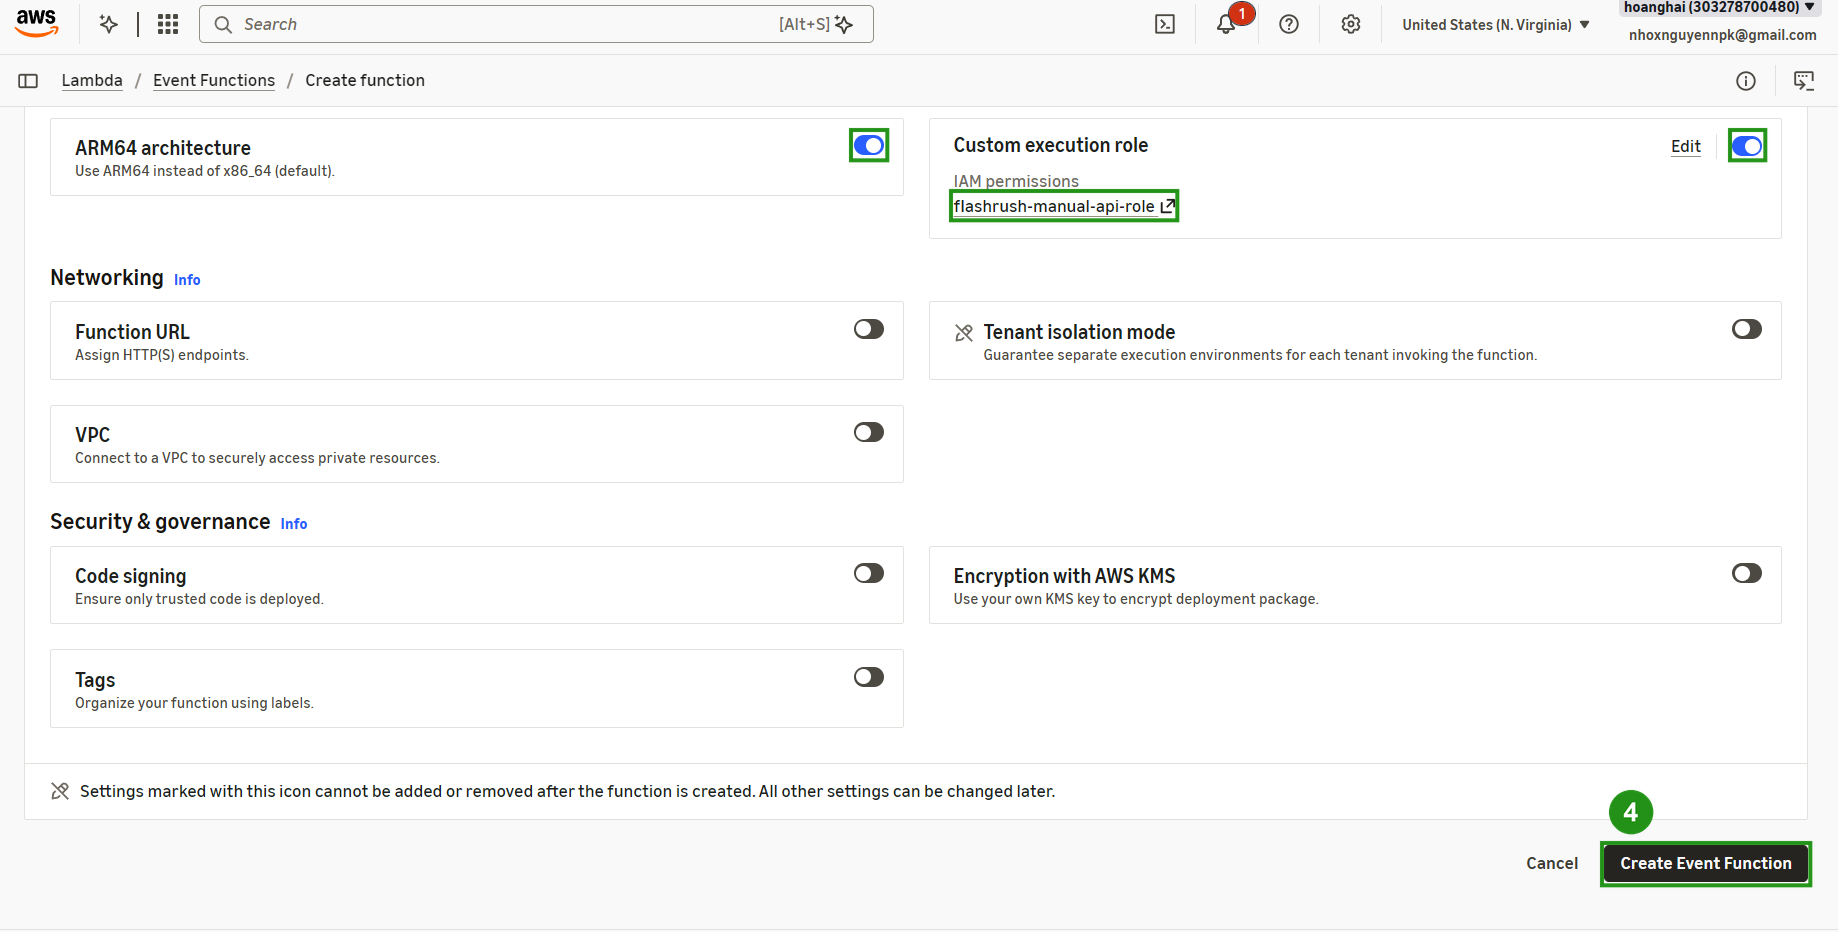 aws
Search
[Alt+S]
1
United States (N. Virginia)
hoanghai (303278700480)
nhoxnguyennpk@gmail.com
Lambda / Event Functions / Create function
ARM64 architecture
Use ARM64 instead of x86_64 (default).
Custom execution role
Edit
IAM permissions
flashrush-manual-api-role
Networking Info
Function URL
Assign HTTP(S) endpoints.
Tenant isolation mode
Guarantee separate execution environments for each tenant invoking the function.
VPC
Connect to a VPC to securely access private resources.
Security & governance Info
Code signing
Ensure only trusted code is deployed.
Encryption with AWS KMS
Use your own KMS key to encrypt deployment package.
Tags
Organize your function using labels.
Settings marked with this icon cannot be added or removed after the function is created. All other settings can be changed later.
4
Cancel
Create Event Function